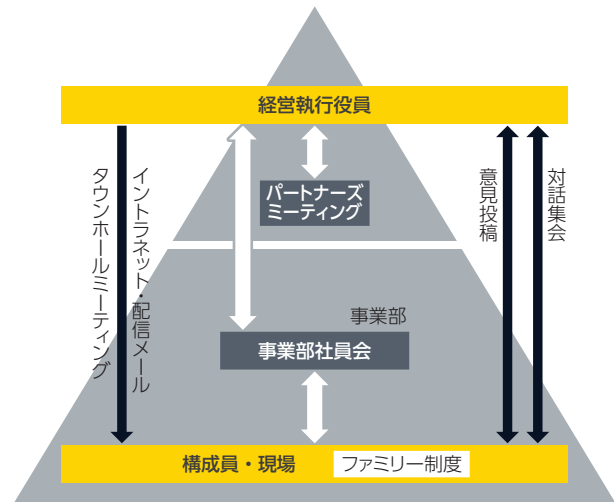 経営執行役員
パートナーズ
ミーティング
イントラネット・配信メール
タウンホールミーティング
対話集会
意見投稿
事業部
事業部社員会
構成員・現場
ファミリー制度